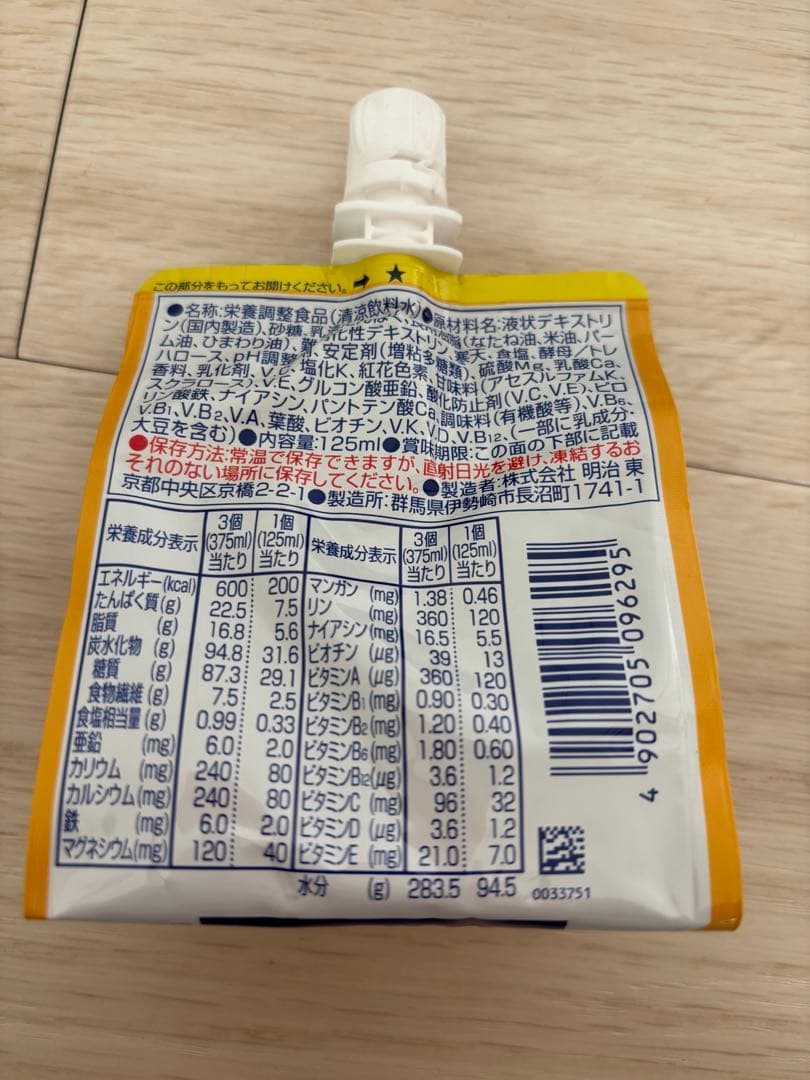 この部分をもってお開けください。→★
●名称:栄養調整食品(清涼飲料水)●原材料名:液状デキストリ
ン(国内製造)、砂糖、乳 化性デキストリン、 脂(なたね油、米油、パー
ム油、ひまわり油)、難 安定剤(増粘多糖類)、寒天、食塩、酵母/トレ
ハロース、pH調整 、塩化K、紅花色素、甘味料 、硫酸Mg、乳酸Ca、
香料、乳化剤、V.C、 (アセスルファムK、
スクラロース)、V.E、グルコン酸亜鉛、酸化防止剤(V.C、V.E)、ピロ
リン酸鉄、ナイアシン、パントテン酸Ca、調味料(有機酸等)、V.B6、
V.B1、V.B2、V.A、葉酸、ビオチン、V.K、V.D、V.B12、(一部に乳成分・
大豆を含む)●内容量:125ml●賞味期限:この面の下部に記載
●保存方法:常温で保存できますが、直射日光を避け、凍結するお
それのない場所に保存してください。●製造者:株式会社 明治 東
京都中央区京橋2-2-1●製造所:群馬県伊勢崎市長沼町1741-1
栄養成分表示 3個(375ml)当たり 1個(125ml)当たり
エネルギー(kcal) 600 200
たんぱく質(g) 22.5 7.5
脂質 (g) 16.8 5.6
炭水化物 (g) 94.8 31.6
糖質 (g) 87.3 29.1
食物繊維(g) 7.5 2.5
食塩相当量(g) 0.99 0.33
亜鉛 (mg) 6.0 2.0
カリウム (mg) 240 80
カルシウム(mg) 240 80
鉄 (mg) 6.0 2.0
マグネシウム(mg) 120 40
栄養成分表示 3個(375ml)当たり 1個(125ml)当たり
マンガン (mg) 1.38 0.46
リン (mg) 360 120
ナイアシン(mg) 16.5 5.5
ビオチン (μg) 39 13
ビタミンA (μg) 360 120
ビタミンB1(mg) 0.90 0.30
ビタミンB2(mg) 1.20 0.40
ビタミンB6(mg) 1.80 0.60
ビタミンB12(μg) 3.6 1.2
ビタミンC (mg) 96 32
ビタミンD (μg) 3.6 1.2
ビタミンE (mg) 21.0 7.0
水分 (g) 283.5 94.5
4 902705 096295
0033751